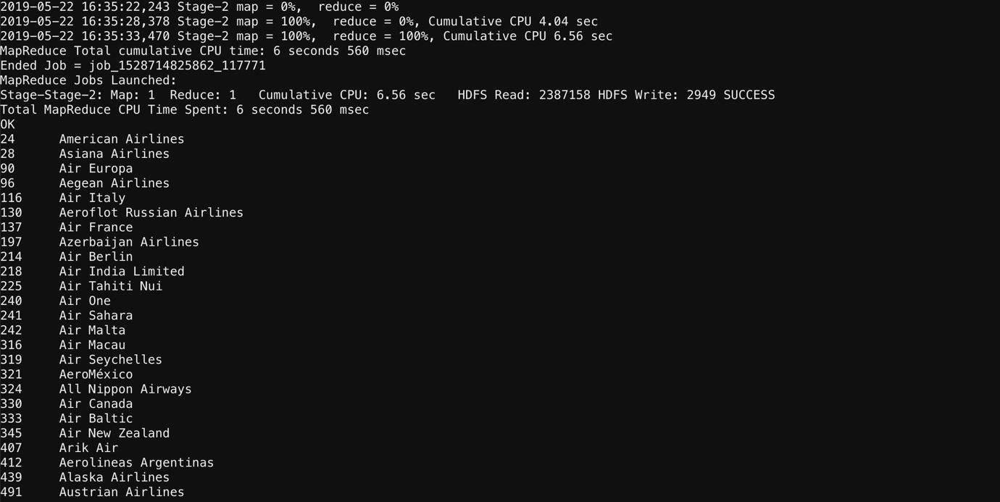 2019-05-22 16:35:22,243 Stage-2 map = 0%,  reduce = 0%
2019-05-22 16:35:28,378 Stage-2 map = 100%,  reduce = 0%, Cumulative CPU 4.04 sec
2019-05-22 16:35:33,470 Stage-2 map = 100%,  reduce = 100%, Cumulative CPU 6.56 sec
MapReduce Total cumulative CPU time: 6 seconds 560 msec
Ended Job = job_1528714825862_117771
MapReduce Jobs Launched:
Stage-Stage-2: Map: 1  Reduce: 1   Cumulative CPU: 6.56 sec   HDFS Read: 2387158 HDFS Write: 2949 SUCCESS
Total MapReduce CPU Time Spent: 6 seconds 560 msec
OK
24      American Airlines
28      Asiana Airlines
90      Air Europa
96      Aegean Airlines
116     Air Italy
130     Aeroflot Russian Airlines
137     Air France
197     Azerbaijan Airlines
214     Air Berlin
218     Air India Limited
225     Air Tahiti Nui
240     Air One
241     Air Sahara
242     Air Malta
316     Air Macau
319     Air Seychelles
321     AeroMéxico
324     All Nippon Airways
330     Air Canada
333     Air Baltic
345     Air New Zealand
407     Arik Air
412     Aerolineas Argentinas
439     Alaska Airlines
491     Austrian Airlines